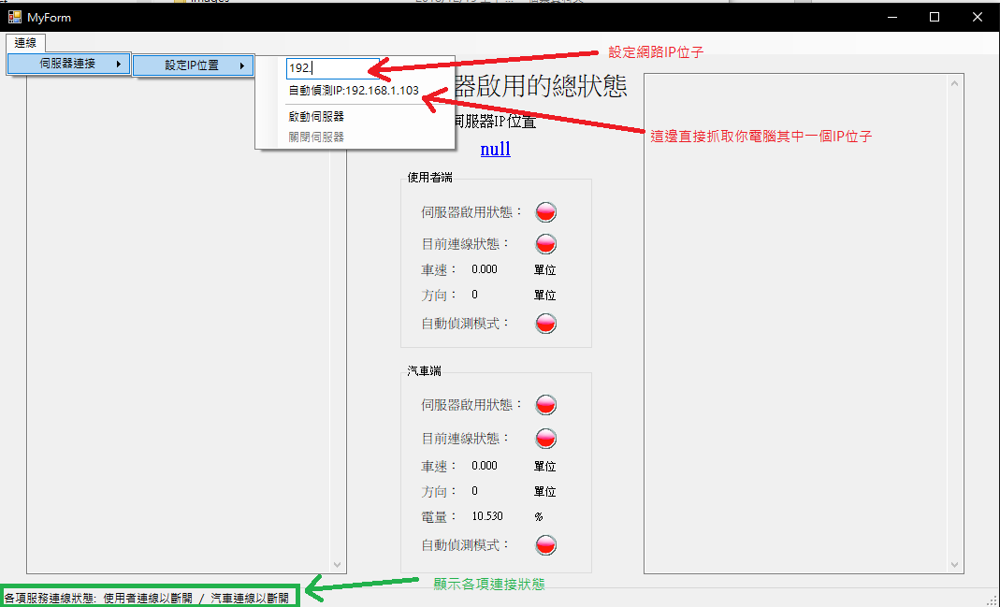 MyForm
連線
伺服器連接
設定IP位置
192.
自動偵測IP:192.168.1.103
啟動伺服器
關閉伺服器
設定網路IP位子
這邊直接抓取你電腦其中一個IP位子
器啟用的總狀態
伺服器IP位置
null
使用者端
伺服器啟用狀態：
目前連線狀態：
車速： 0.000 單位
方向： 0 單位
自動偵測模式：
汽車端
伺服器啟用狀態：
目前連線狀態：
車速： 0.000 單位
方向： 0 單位
電量： 10.530 %
自動偵測模式：
顯示各項連接狀態
各項服務連線狀態: 使用者連線以斷開 / 汽車連線以斷開